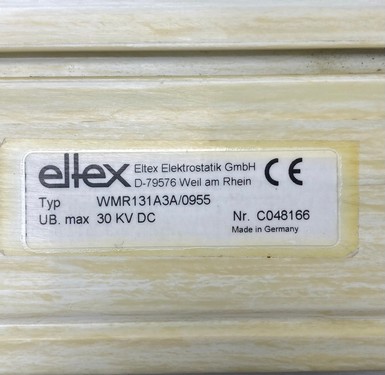 eltex Eltex Elektrostatik GmbH CE
D-79576 Weil am Rhein
Typ WMR131A3A/0955
UB. max 30 KV DC Nr. C048166
Made in Germany